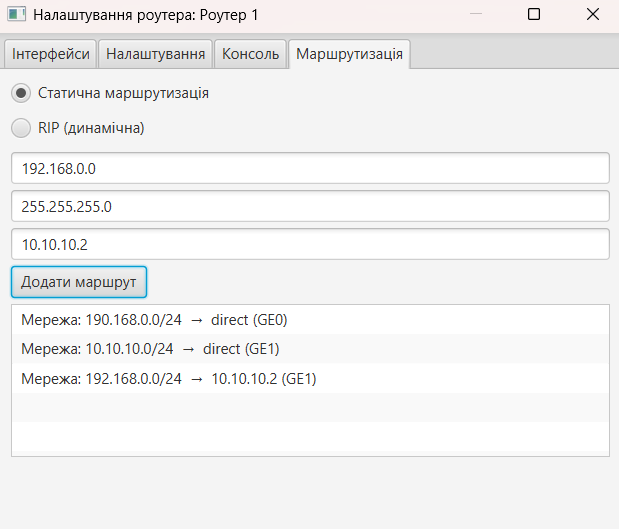 Налаштування роутера: Роутер 1
Інтерфейси Налаштування Консоль Маршрутизація
Статична маршрутизація
RIP (динамічна)
192.168.0.0
255.255.255.0
10.10.10.2
Додати маршрут
Мережа: 190.168.0.0/24 → direct (GE0)
Мережа: 10.10.10.0/24 → direct (GE1)
Мережа: 192.168.0.0/24 → 10.10.10.2 (GE1)